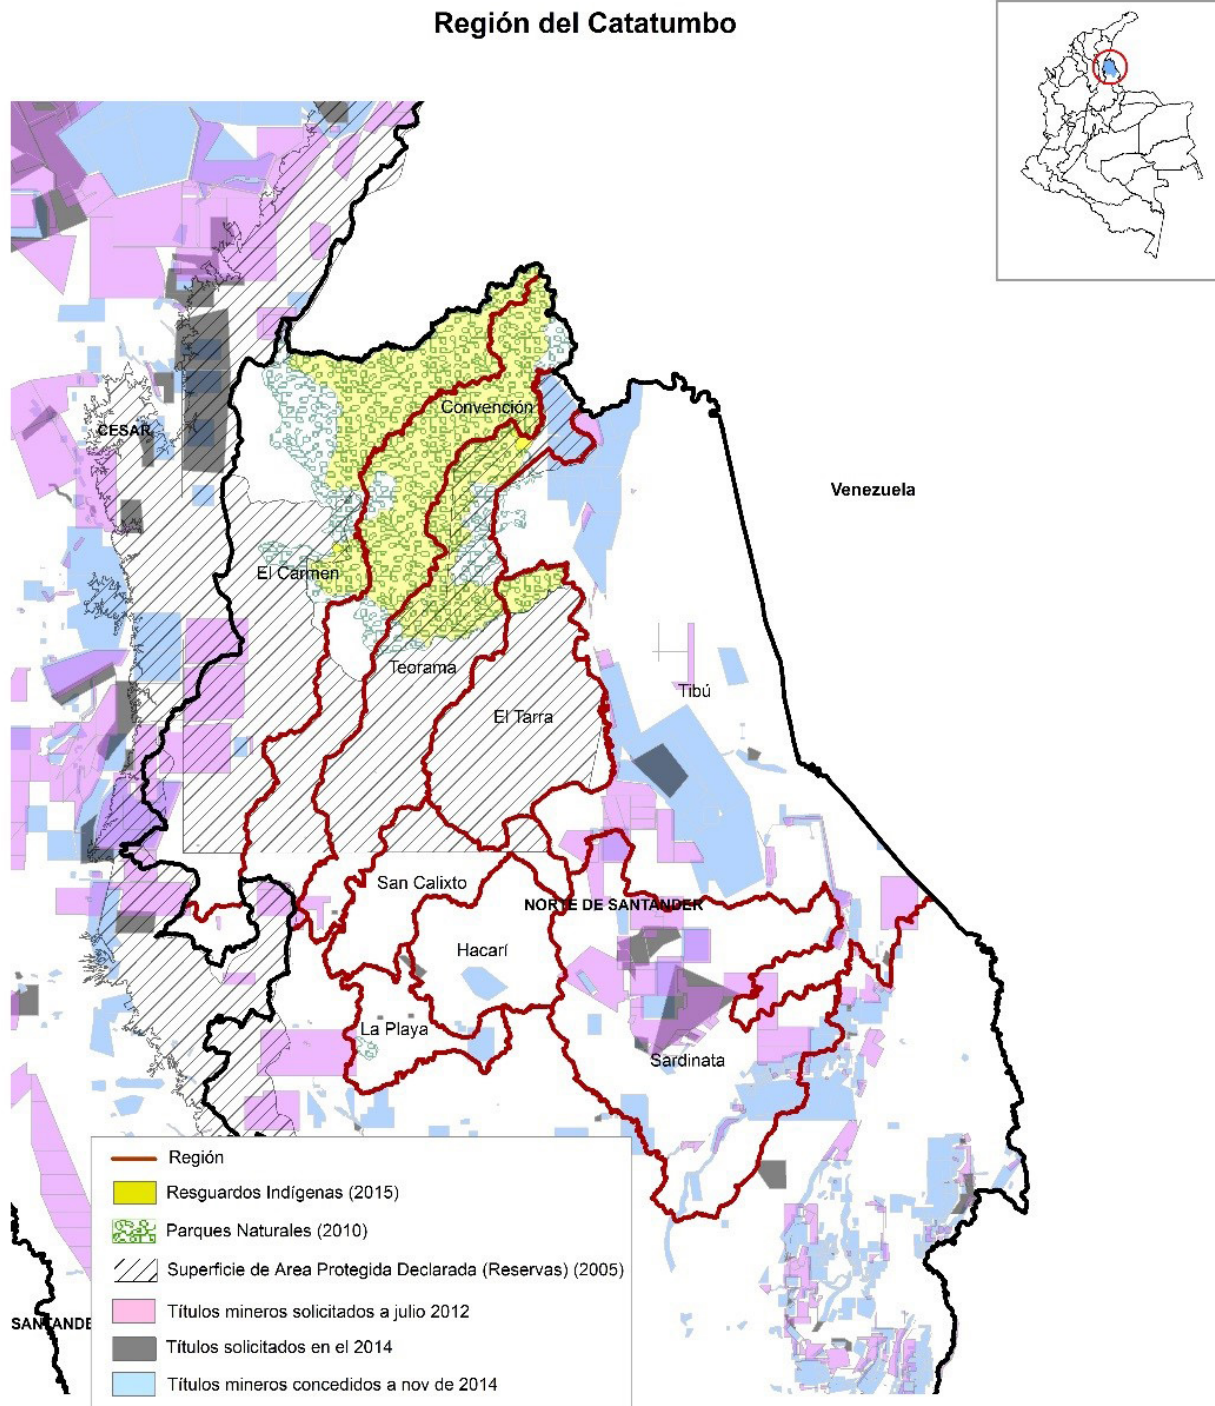 Región del Catatumbo
Convención
CESAR
Venezuela
El Carmen
Teorama
Tibú
El Tarra
San Calixto
NORTE DE SANTANDER
Hacarí
La Playa
Sardinata
Región
Resguardos Indígenas (2015)
Parques Naturales (2010)
Superficie de Area Protegida Declarada (Reservas) (2005)
Títulos mineros solicitados a julio 2012
SANTANDE
Títulos solicitados en el 2014
Títulos mineros concedidos a nov de 2014